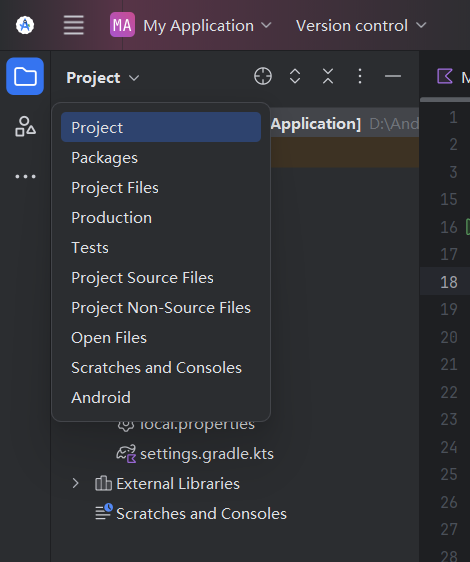 MA My Application Version control
Project
Project
Packages
Project Files
Production
Tests
Project Source Files
Project Non-Source Files
Open Files
Scratches and Consoles
Android
Application] D:\And
local.properties
settings.gradle.kts
External Libraries
Scratches and Consoles
M
1
2
3
15
16
17
18
19
20
21
22
23
24
25
26
27
28